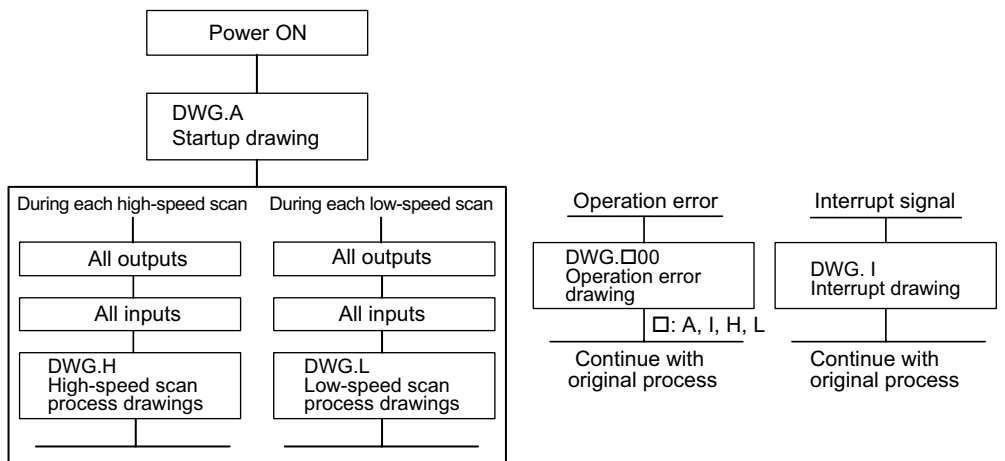 Power ON
DWG.A
Startup drawing
During each high-speed scan
All outputs
All inputs
DWG.H
High-speed scan
process drawings
During each low-speed scan
All outputs
All inputs
DWG.L
Low-speed scan
process drawings
Operation error
DWG.□00
Operation error
drawing
□: A, I, H, L
Continue with
original process
Interrupt signal
DWG. I
Interrupt drawing
Continue with
original process